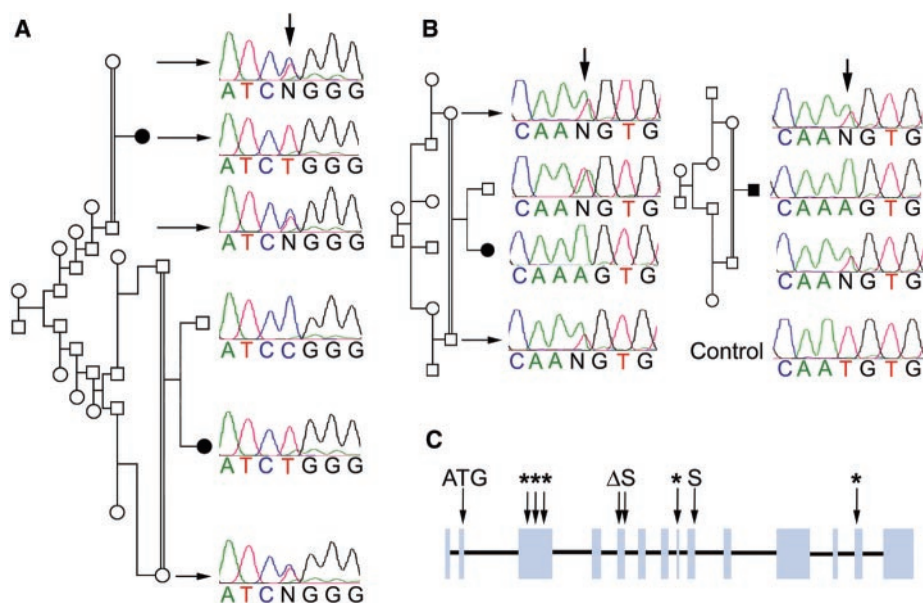 A
ATCNGGG
ATCTGGG
ATCNGGG
ATCCGGG
ATCTGGG
ATCNGGG
B
CAANGTG
CAANGTG
CAAAGTG
CAANGTG
CAANGTG
CAAAGTG
CAANGTG
Control
CAATGTG
C
ATG *** ΔS * S *